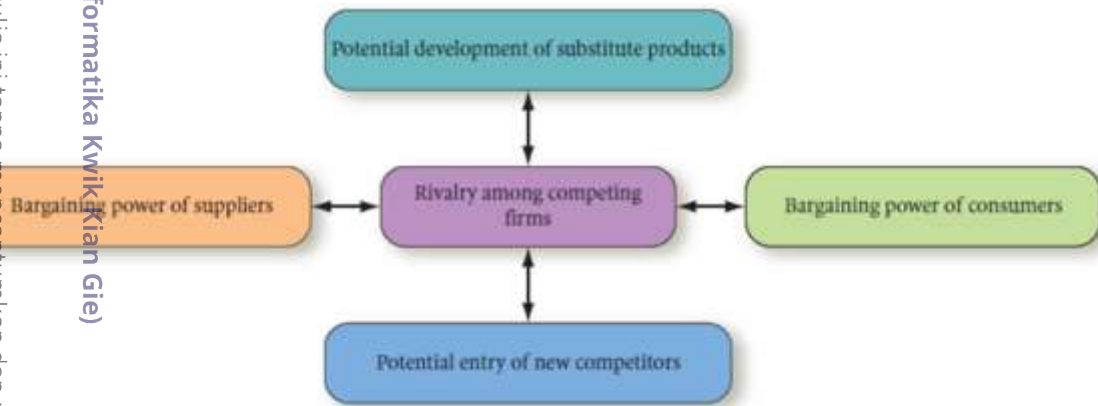 Potential development of substitute products
Bargaining power of suppliers
Rivalry among competing
firms
Bargaining power of consumers
Potential entry of new competitors
formatika Kwik Kian Gie)